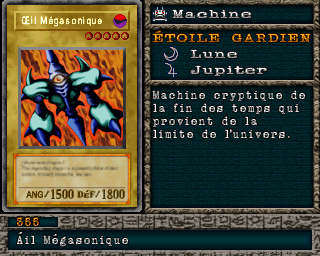 Œil Mégasonique
ANG/1500 DÉF/1800
Machine
ÉTOILE GARDIEN
Lune
Jupiter
Machine cryptique de
la fin des temps qui
provient de la
limite de l'univers.
355
Áil Mégasonique